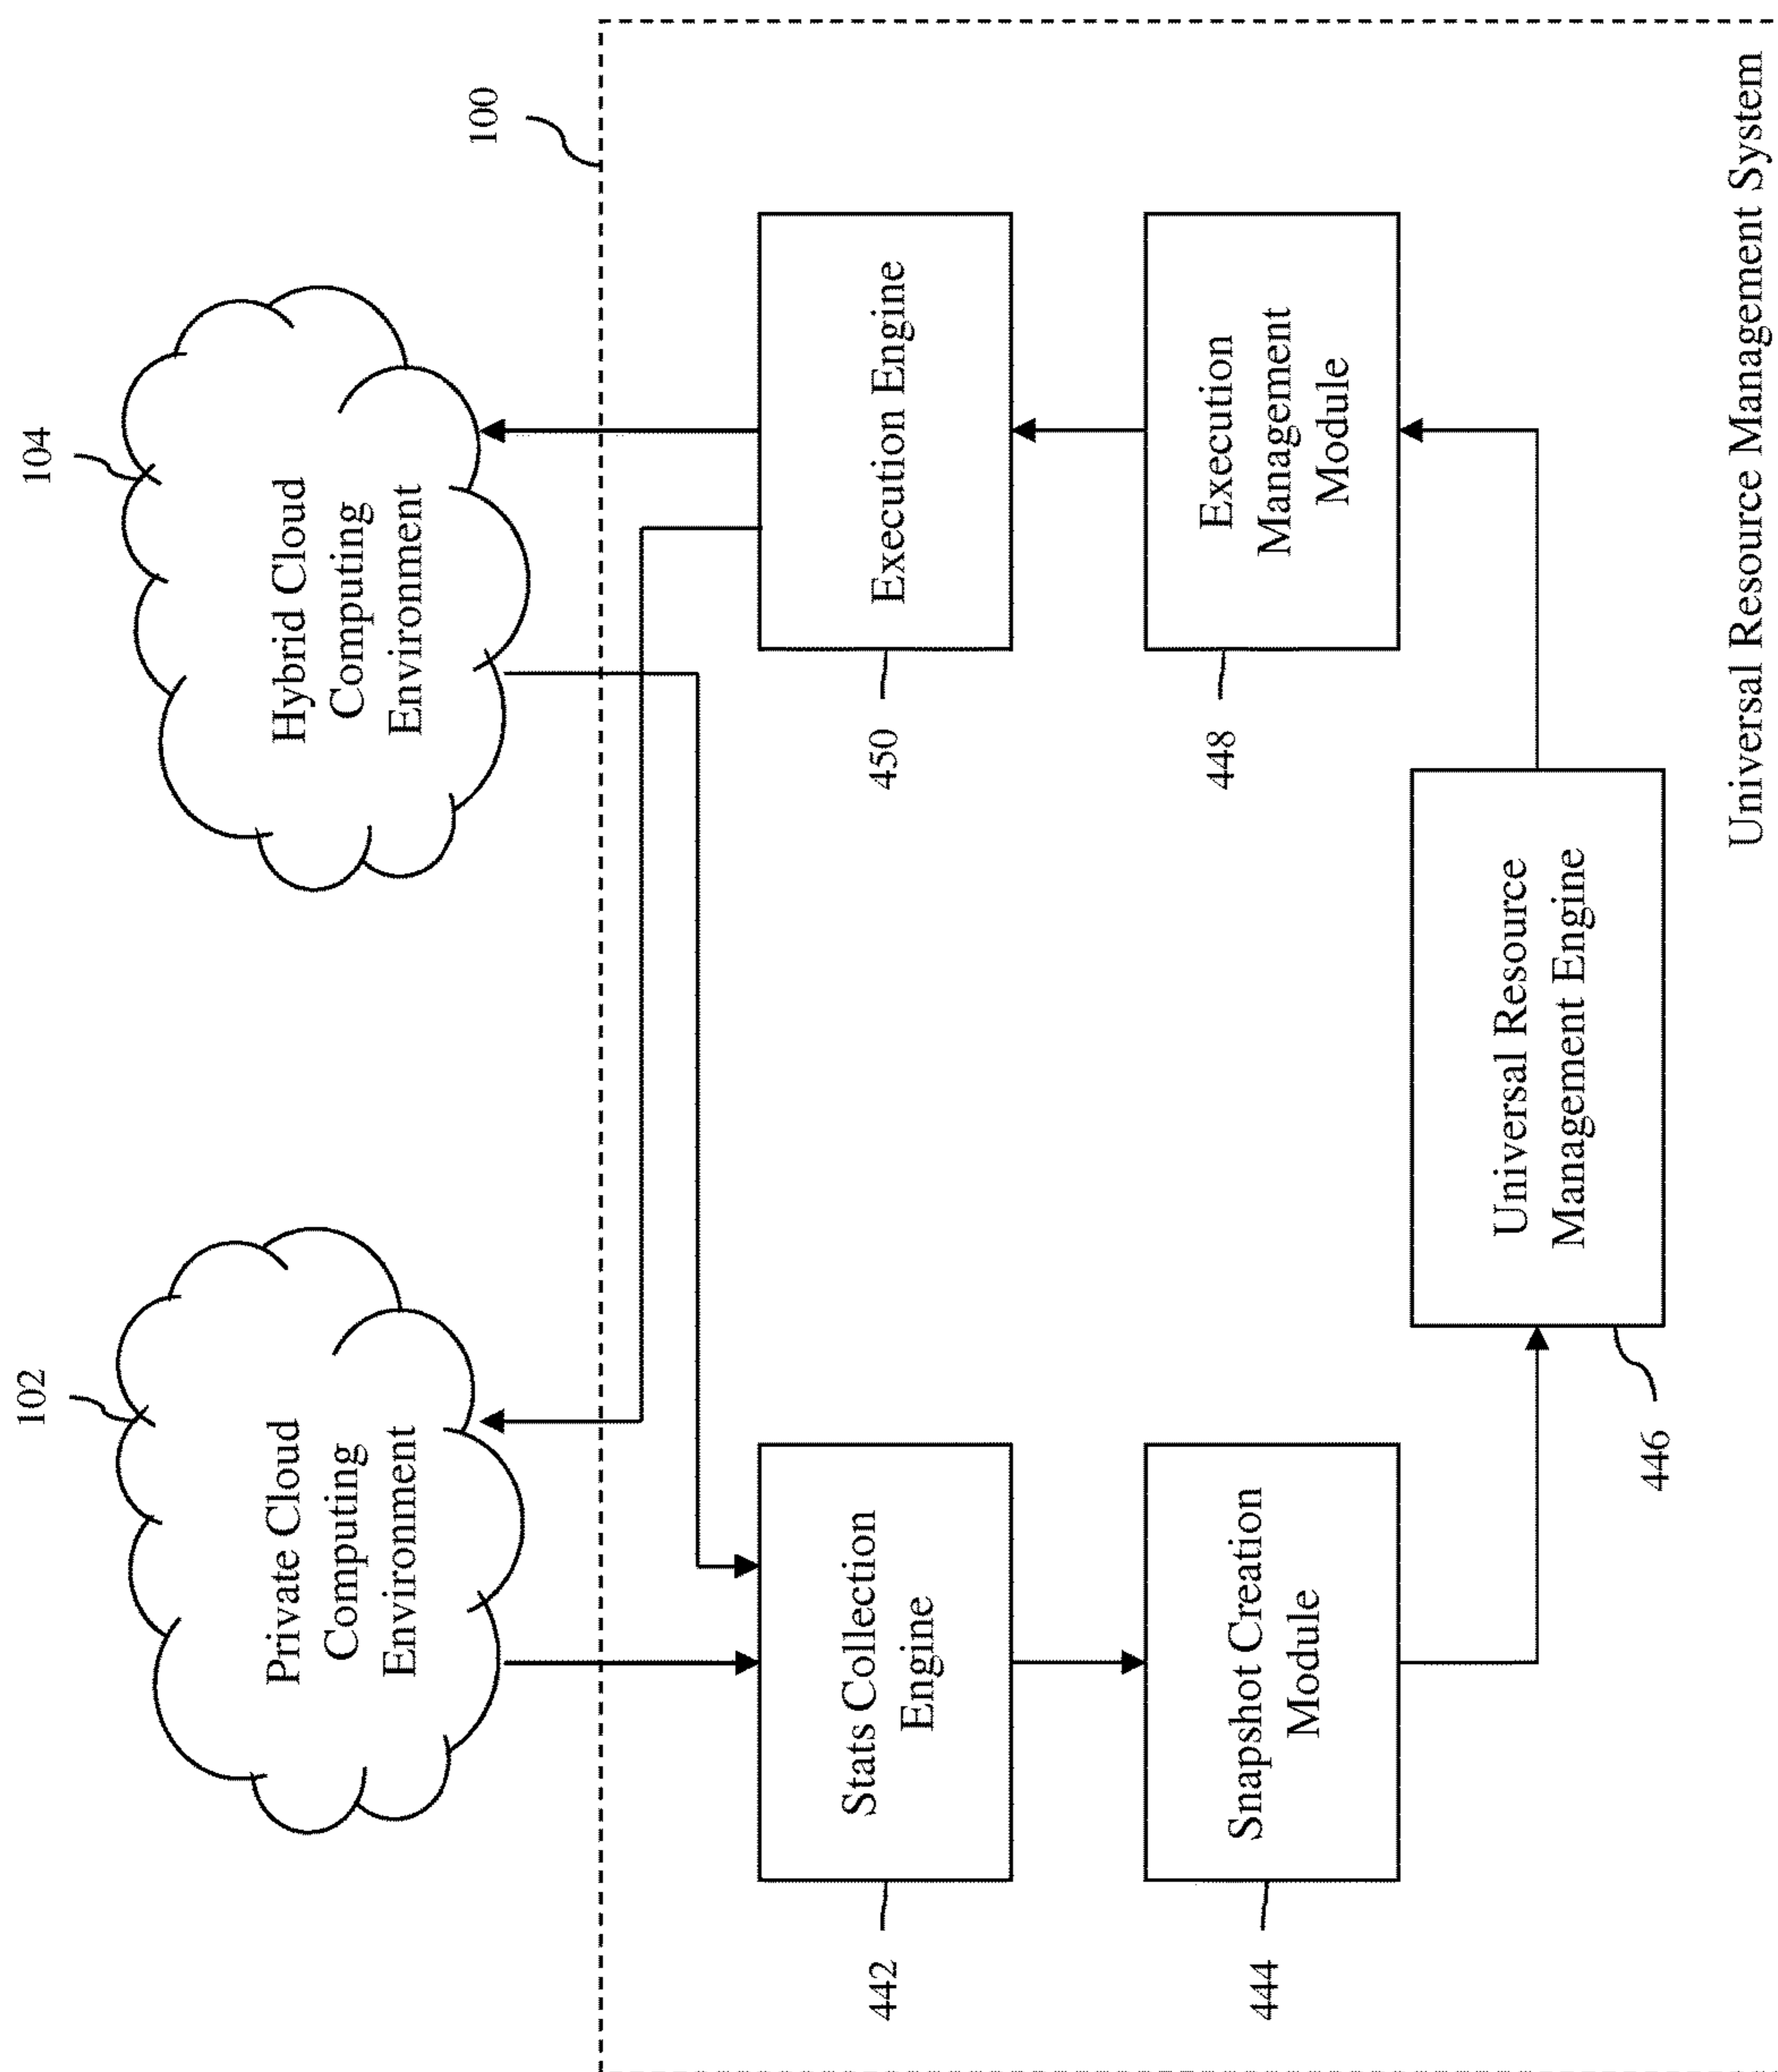 102
104
Private Cloud
Computing
Environment
Hybrid Cloud
Computing
Environment
100
442
Stats Collection
Engine
450
Execution Engine
444
Snapshot Creation
Module
448
Execution
Management
Module
446
Universal Resource
Management Engine
Universal Resource Management System